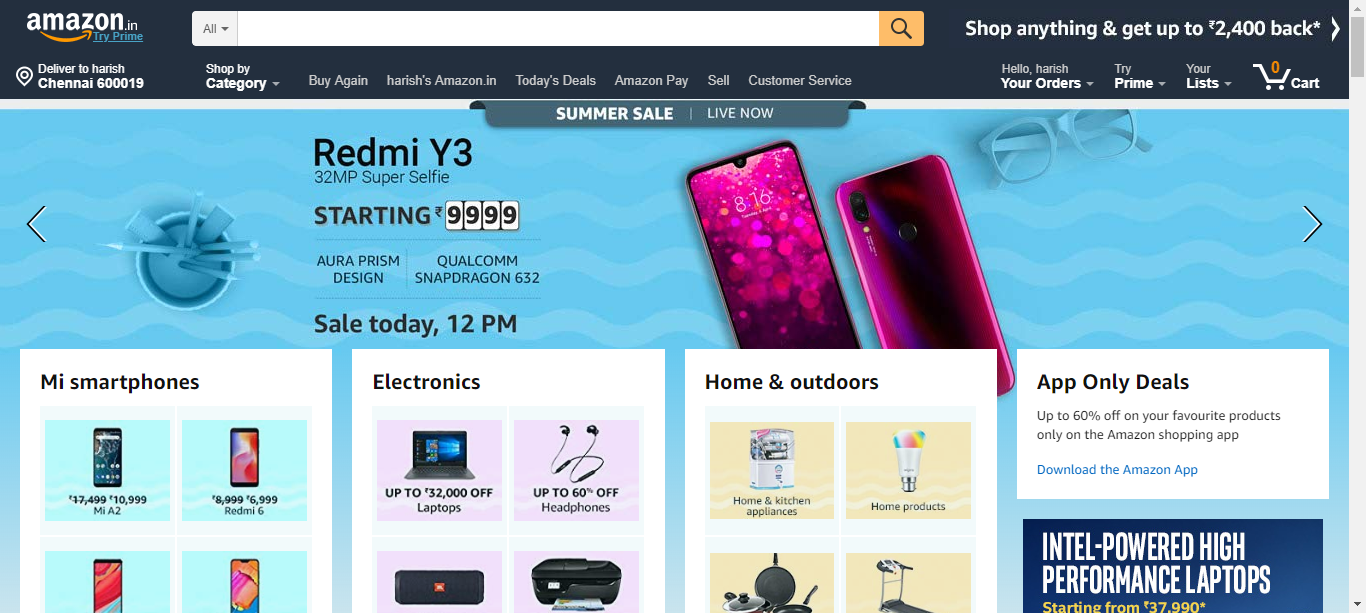 amazon.in
Try Prime
All
Shop anything & get up to ₹2,400 back*
Deliver to harish
Chennai 600019
Shop by
Category
Buy Again
harish's Amazon.in
Today's Deals
Amazon Pay
Sell
Customer Service
Hello, harish
Your Orders
Try
Prime
Your
Lists
0
Cart
SUMMER SALE | LIVE NOW
Redmi Y3
32MP Super Selfie
STARTING ₹9999
AURA PRISM
DESIGN
QUALCOMM
SNAPDRAGON 632
Sale today, 12 PM
8:16
Mi smartphones
₹17,499 ₹10,999
Mi A2
₹8,999 ₹6,999
Redmi 6
Electronics
UP TO ₹32,000 OFF
Laptops
UP TO 60% OFF
Headphones
JBL
Home & outdoors
Home & kitchen
appliances
Home products
App Only Deals
Up to 60% off on your favourite products
only on the Amazon shopping app
Download the Amazon App
INTEL-POWERED HIGH
PERFORMANCE LAPTOPS
Starting from ₹37,990*